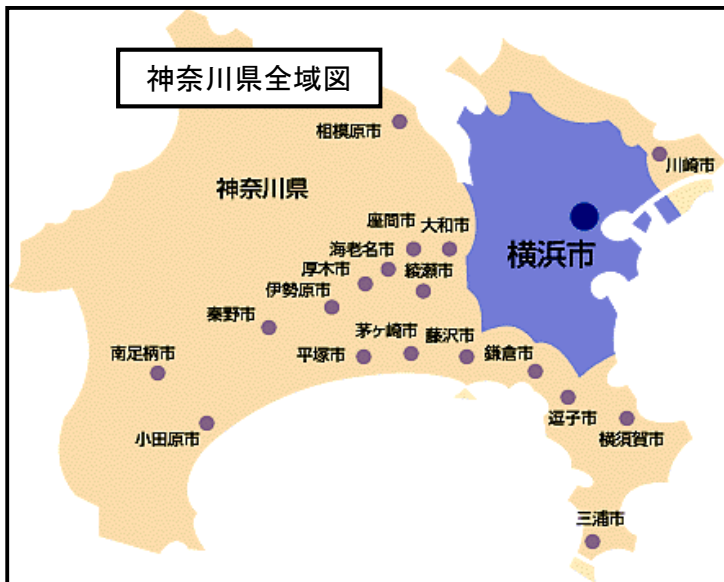 神奈川県全域図
相模原市
川崎市
神奈川県
座間市
大和市
海老名市
横浜市
厚木市
綾瀬市
伊勢原市
秦野市
茅ヶ崎市
藤沢市
南足柄市
平塚市
鎌倉市
逗子市
小田原市
横須賀市
三浦市